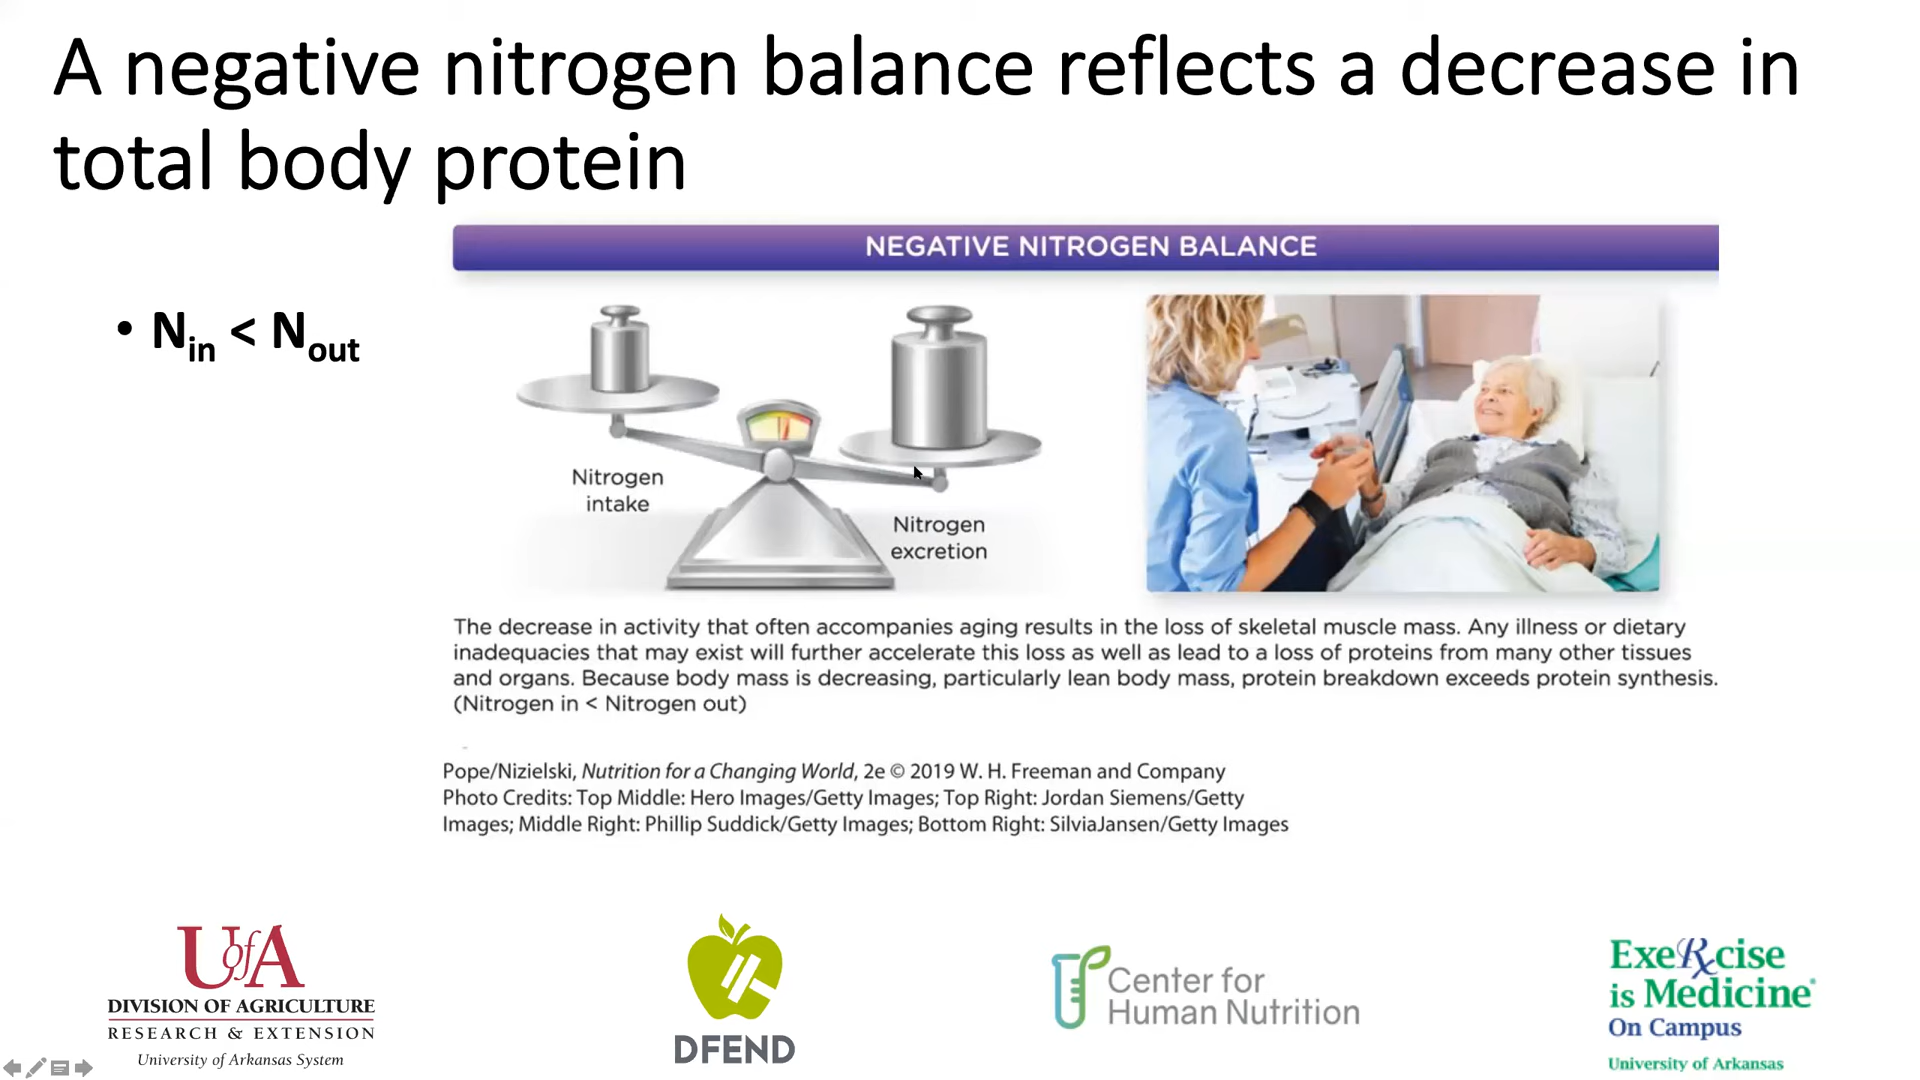 A negative nitrogen balance reflects a decrease in
total body protein
NEGATIVE NITROGEN BALANCE
• Nin < Nout
Nitrogen
intake
Nitrogen
excretion
The decrease in activity that often accompanies aging results in the loss of skeletal muscle mass. Any illness or dietary
inadequacies that may exist will further accelerate this loss as well as lead to a loss of proteins from many other tissues
and organs. Because body mass is decreasing, particularly lean body mass, protein breakdown exceeds protein synthesis.
(Nitrogen in < Nitrogen out)
Pope/Nizielski, Nutrition for a Changing World, 2e © 2019 W. H. Freeman and Company
Photo Credits: Top Middle: Hero Images/Getty Images; Top Right: Jordan Siemens/Getty
Images; Middle Right: Phillip Suddick/Getty Images; Bottom Right: SilviaJansen/Getty Images
UofA
DIVISION OF AGRICULTURE
RESEARCH & EXTENSION
University of Arkansas System
DFEND
Center for
Human Nutrition
ExeRxcise
is Medicine®
On Campus
University of Arkansas